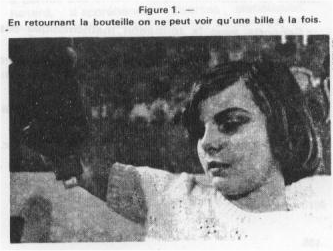 Figure 1. —
En retournant la bouteille on ne peut voir qu'une bille à la fois.